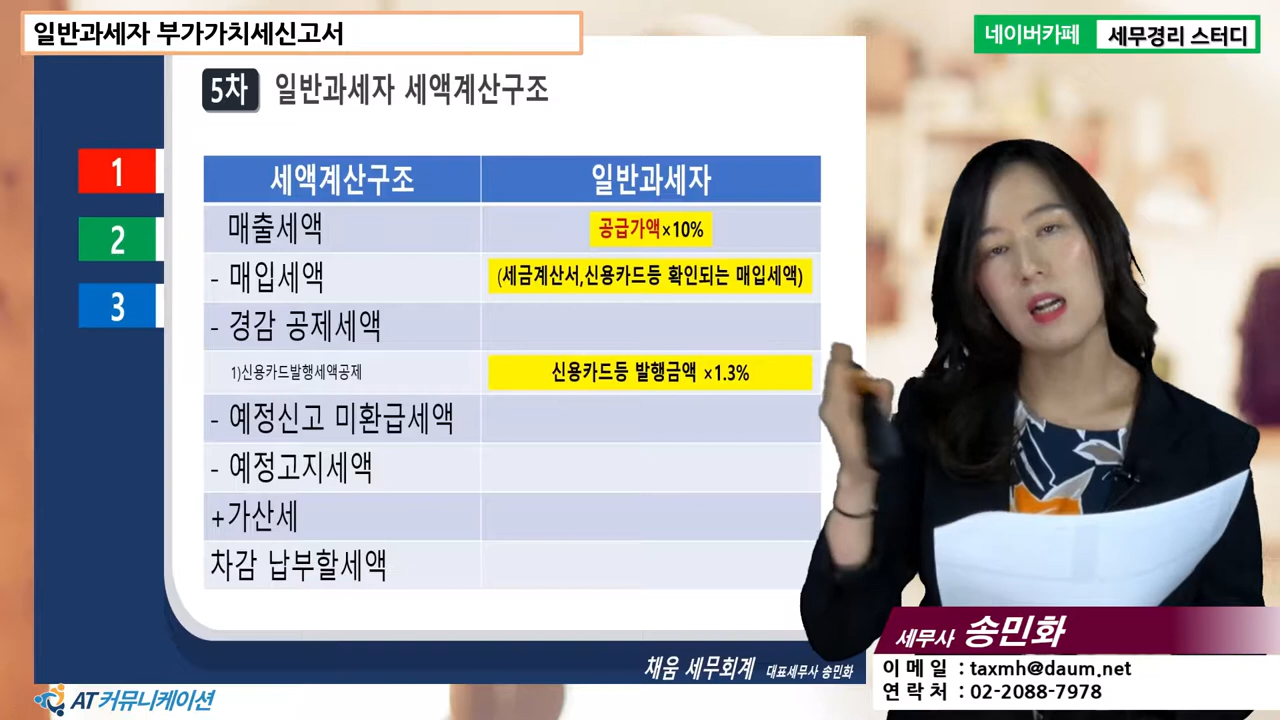 일반과세자 부가가치세신고서
네이버카페 세무경리 스터디
5차 일반과세자 세액계산구조
1
2
3
세액계산구조 일반과세자
매출세액 공급가액×10%
- 매입세액 (세금계산서,신용카드등 확인되는 매입세액)
- 경감 공제세액
1)신용카드발행세액공제 신용카드등 발행금액 ×1.3%
- 예정신고 미환급세액
- 예정고지세액
+가산세
차감 납부할세액
세무사 송민화
이 메 일 : taxmh@daum.net
연 락 처 : 02-2088-7978
채움 세무회계 대표세무사 송민화
AT커뮤니케이션